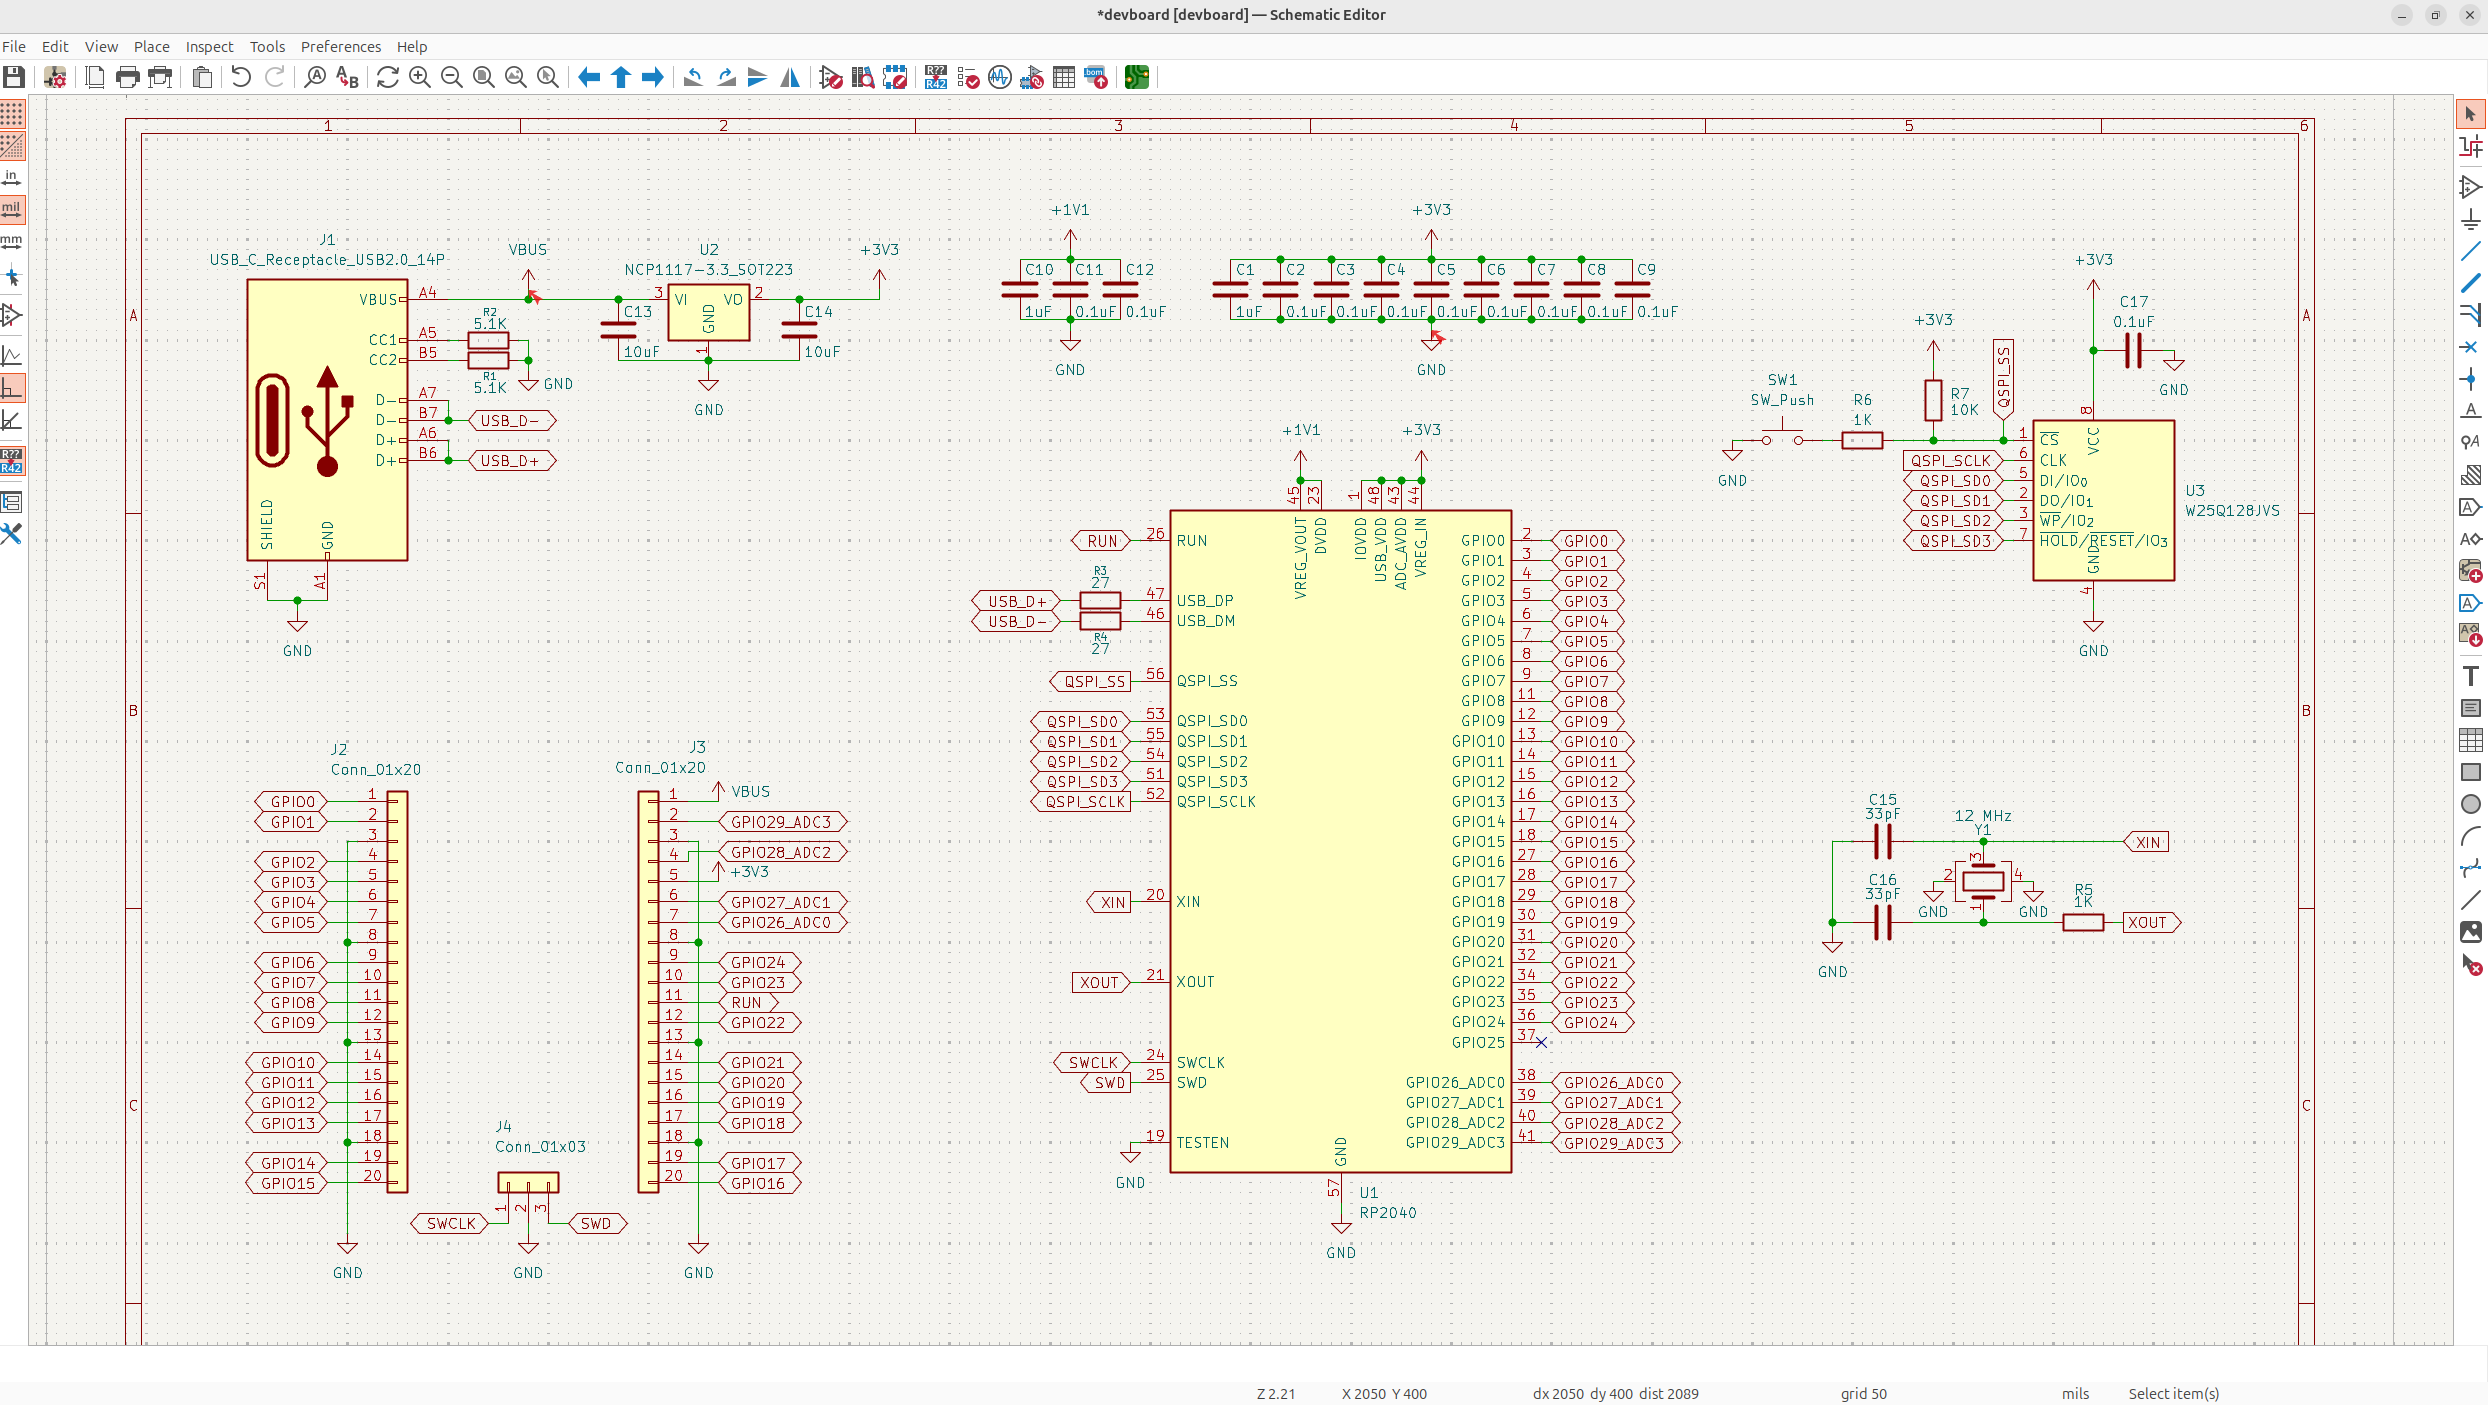 *devboard [devboard] — Schematic Editor
File Edit View Place Inspect Tools Preferences Help
1 2 3 4 5 6
A
B
C
A
B
C
J1
USB_C_Receptacle_USB2.0_14P
VBUS A4
CC1 A5
CC2 B5
D- A7
D- B7
D+ A6
D+ B6
SHIELD
GND
S1
A1
GND
VBUS
R2
5.1K
R1
5.1K
GND
USB_D-
USB_D+
U2
NCP1117-3.3_SOT223
3 VI VO 2
GND
1
C13
10uF
C14
10uF
GND
+3V3
+1V1
C10 C11 C12
1uF 0.1uF 0.1uF
GND
+3V3
C1 C2 C3 C4 C5 C6 C7 C8 C9
1uF 0.1uF 0.1uF 0.1uF 0.1uF 0.1uF 0.1uF 0.1uF 0.1uF
GND
SW1
SW_Push
GND
R6
1K
+3V3
R7
10K
QSPI_SS
+3V3
C17
0.1uF
GND
8
VCC
1 CS
QSPI_SCLK 6 CLK
QSPI_SD0 5 DI/IO0
QSPI_SD1 2 DO/IO1
QSPI_SD2 3 WP/IO2
QSPI_SD3 7 HOLD/RESET/IO3
GND
4
GND
U3
W25Q128JVS
+1V1
+3V3
45 23 1 48 43 44
VREG_VOUT
DVDD
IOVDD
USB_VDD
ADC_AVDD
VREG_IN
RUN 26 RUN
R3
27
USB_D+ 47 USB_DP
USB_D- 46 USB_DM
R4
27
QSPI_SS 56 QSPI_SS
QSPI_SD0 53 QSPI_SD0
QSPI_SD1 55 QSPI_SD1
QSPI_SD2 54 QSPI_SD2
QSPI_SD3 51 QSPI_SD3
QSPI_SCLK 52 QSPI_SCLK
XIN 20 XIN
XOUT 21 XOUT
SWCLK 24 SWCLK
SWD 25 SWD
19 TESTEN
GND
GPIO0 2 GPIO0
GPIO1 3 GPIO1
GPIO2 4 GPIO2
GPIO3 5 GPIO3
GPIO4 6 GPIO4
GPIO5 7 GPIO5
GPIO6 8 GPIO6
GPIO7 9 GPIO7
GPIO8 11 GPIO8
GPIO9 12 GPIO9
GPIO10 13 GPIO10
GPIO11 14 GPIO11
GPIO12 15 GPIO12
GPIO13 16 GPIO13
GPIO14 17 GPIO14
GPIO15 18 GPIO15
GPIO16 27 GPIO16
GPIO17 28 GPIO17
GPIO18 29 GPIO18
GPIO19 30 GPIO19
GPIO20 31 GPIO20
GPIO21 32 GPIO21
GPIO22 34 GPIO22
GPIO23 35 GPIO23
GPIO24 36 GPIO24
GPIO25 37
GPIO26_ADC0 38 GPIO26_ADC0
GPIO27_ADC1 39 GPIO27_ADC1
GPIO28_ADC2 40 GPIO28_ADC2
GPIO29_ADC3 41 GPIO29_ADC3
GND
57
GND
U1
RP2040
J2
Conn_01x20
GPIO0 1
GPIO1 2
3
GPIO2 4
GPIO3 5
GPIO4 6
GPIO5 7
8
GPIO6 9
GPIO7 10
GPIO8 11
GPIO9 12
13
GPIO10 14
GPIO11 15
GPIO12 16
GPIO13 17
18
GPIO14 19
GPIO15 20
GND
J3
Conn_01x20
1 VBUS
2 GPIO29_ADC3
3
4 GPIO28_ADC2
5 +3V3
6 GPIO27_ADC1
7 GPIO26_ADC0
8
9 GPIO24
10 GPIO23
11 RUN
12 GPIO22
13
14 GPIO21
15 GPIO20
16 GPIO19
17 GPIO18
18
19 GPIO17
20 GPIO16
GND
J4
Conn_01x03
1 2 3
SWCLK
SWD
GND
C15
33pF
12 MHz
Y1
XIN
3
2 4
1
GND
GND
C16
33pF
R5
1K
XOUT
GND
in
mil
mm
R??
R42
R??
R42
Z 2.21 X 2050 Y 400 dx 2050 dy 400 dist 2089 grid 50 mils Select item(s)